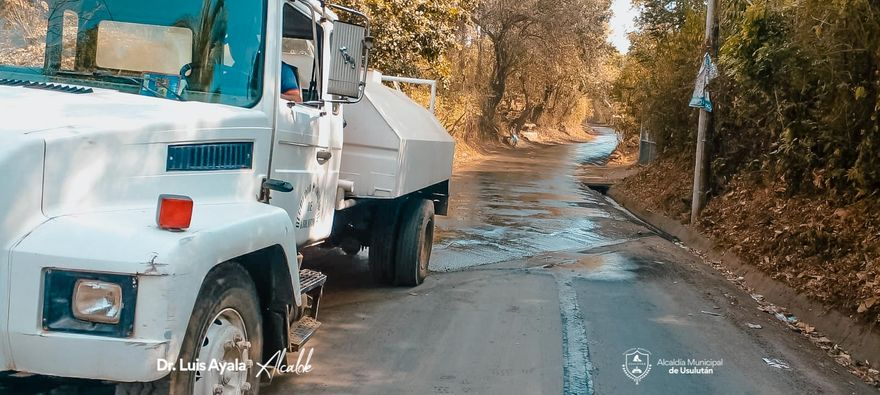 Dr. Luis Ayala Alcalde
Alcaldía Municipal
de Usulután